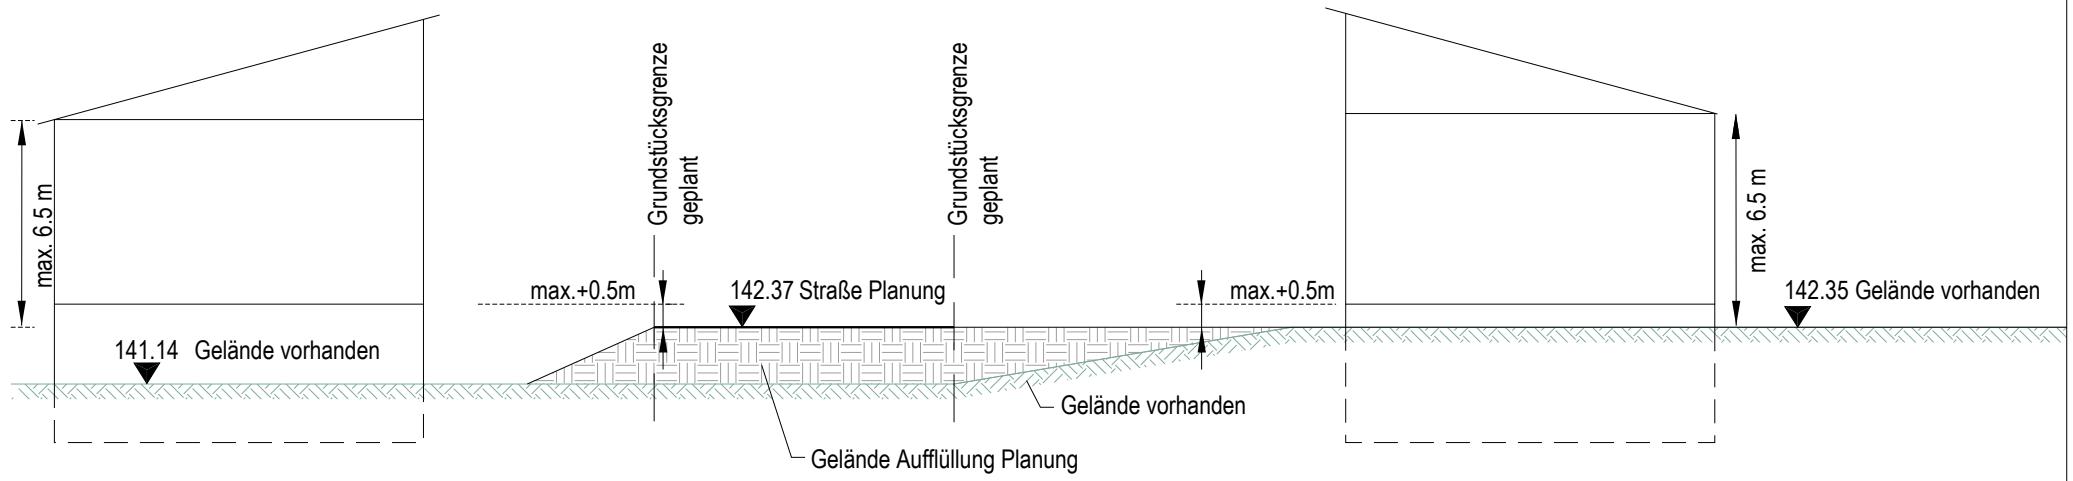 max. 6.5 m
141.14 Gelände vorhanden
max.+0.5m
Grundstücksgrenze
geplant
142.37 Straße Planung
Grundstücksgrenze
geplant
max.+0.5m
max. 6.5 m
142.35 Gelände vorhanden
Gelände vorhanden
Gelände Aufflüllung Planung